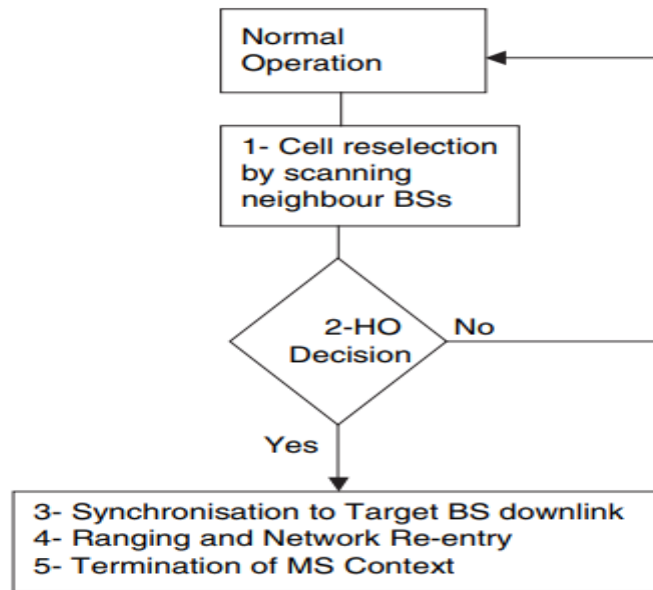 Normal
Operation
1- Cell reselection
by scanning
neighbour BSs
2-HO
Decision
No
Yes
3- Synchronisation to Target BS downlink
4- Ranging and Network Re-entry
5- Termination of MS Context